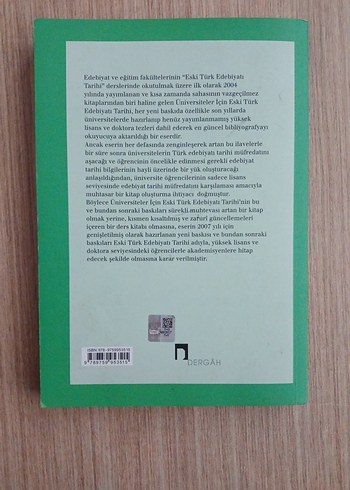 Edebiyat ve eğitim fakültelerinin "Eski Türk Edebiyatı
Tarihi" derslerinde okutulmak üzere ilk olarak 2004
yılında yayımlanan ve kısa zamanda sahasının vazgeçilmez
kitaplarından biri haline gelen Üniversiteler İçin Eski Türk
Edebiyatı Tarihi, her yeni baskıda özellikle son yıllarda
üniversitelerde hazırlanıp henüz yayımlanmamış yüksek
lisans ve doktora tezleri dahil ederek en güncel bibliyografyayı
okuyucuya aktarıldığı bir eserdir.
Ancak eserin her defasında zenginleşerek artan bu ilavelerle
bir süre sonra üniversitelerin Türk edebiyatı tarihi müfredatını
aşacağı ve öğrencinin öncelikle edinmesi gerekli edebiyat
tarihi bilgilerinin hayli üzerinde bir yük oluşturacağı
anlaşıldığından, üniversite öğrencilerinin sadece lisans
seviyesinde edebiyat tarihi müfredatını karşılaması amacıyla
muhtasar bir kitap oluşturma ihtiyacı doğmuştur.
Böylece Üniversiteler İçin Eski Türk Edebiyatı Tarihi'nin bu
ve bundan sonraki baskıları sürekli muhtevası artan bir kitap
olmak yerine, kısmen kısaltılmış ve zarurî güncellemeleri
içeren bir ders kitabı olmasına, eserin 2007 yılı için
genişletilmiş olarak hazırlanan yeni baskısı ve bundan sonraki
baskıları Eski Türk Edebiyatı Tarihi adıyla, yüksek lisans ve
doktora seviyesindeki öğrencilerle akademisyenlere hitap
edecek şekilde olmasına karar verilmiştir.
DERGÂH